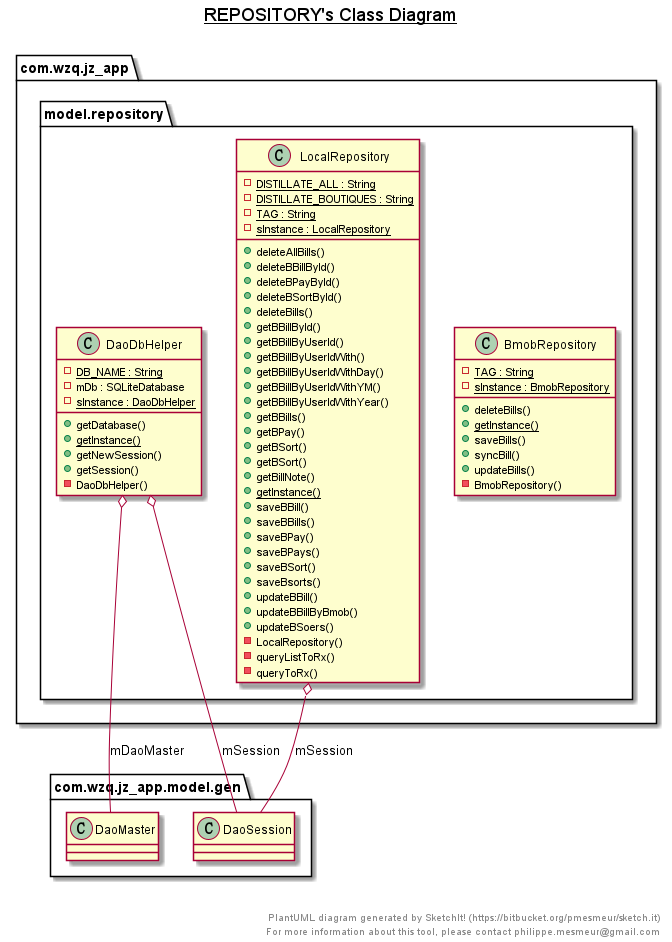 REPOSITORY's Class Diagram
com.wzq.jz_app
model.repository
C LocalRepository
DISTILLATE_ALL : String
DISTILLATE_BOUTIQUES : String
TAG : String
sInstance : LocalRepository
deleteAllBills()
deleteBBillById()
deleteBPayById()
deleteBSortById()
deleteBills()
getBBillById()
getBBillByUserId()
getBBillByUserIdWith()
getBBillByUserIdWithDay()
getBBillByUserIdWithYM()
getBBillByUserIdWithYear()
getBBills()
getBPay()
getBSort()
getBSort()
getBillNote()
getInstance()
saveBBill()
saveBBills()
saveBPay()
saveBPays()
saveBSort()
saveBsorts()
updateBBill()
updateBBillByBmob()
updateBSoers()
LocalRepository()
queryListToRx()
queryToRx()
C DaoDbHelper
DB_NAME : String
mDb : SQLiteDatabase
sInstance : DaoDbHelper
getDatabase()
getInstance()
getNewSession()
getSession()
DaoDbHelper()
C BmobRepository
TAG : String
sInstance : BmobRepository
deleteBills()
getInstance()
saveBills()
syncBill()
updateBills()
BmobRepository()
mDaoMaster
mSession
mSession
com.wzq.jz_app.model.gen
C DaoMaster
C DaoSession
PlantUML diagram generated by SketchIt! (https://bitbucket.org/pmesmeur/sketch.it)
For more information about this tool, please contact philippe.mesmeur@gmail.com